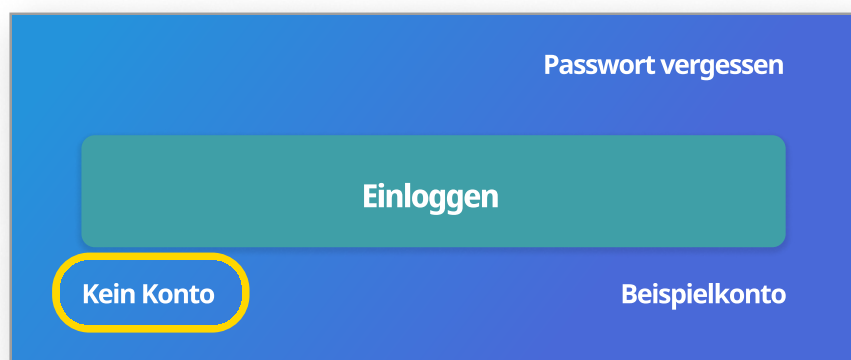 Passwort vergessen
Einloggen
Kein Konto
Beispielkonto